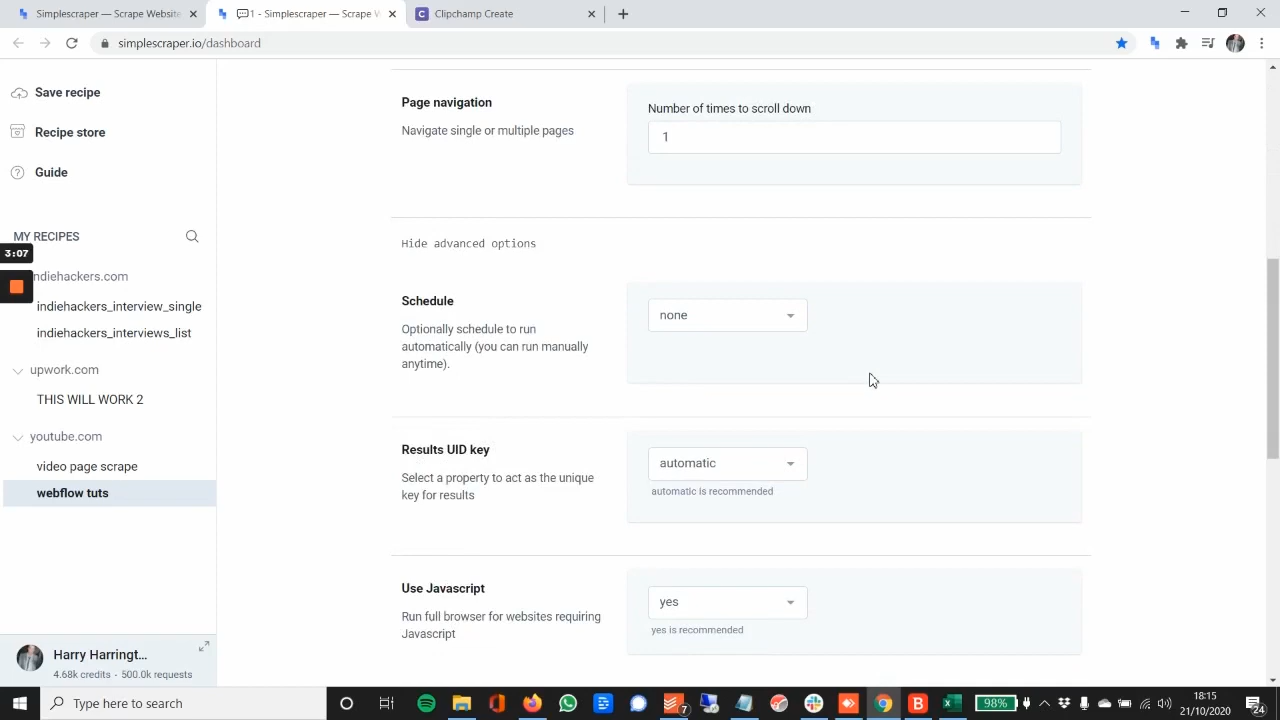 Simplescraper — Scrape Website
1 - Simplescraper — Scrape W
Clipchamp Create
simplescraper.io/dashboard
Save recipe
Recipe store
Guide
MY RECIPES
3:07
ndiehackers.com
indiehackers_interview_single
indiehackers_interviews_list
upwork.com
THIS WILL WORK 2
youtube.com
video page scrape
webflow tuts
Harry Harringt...
4.68k credits - 500.0k requests
Page navigation
Navigate single or multiple pages
Number of times to scroll down
1
Hide advanced options
Schedule
Optionally schedule to run
automatically (you can run manually
anytime).
none
Results UID key
Select a property to act as the unique
key for results
automatic
automatic is recommended
Use Javascript
Run full browser for websites requiring
Javascript
yes
yes is recommended
Type here to search
7
98%
18:15
21/10/2020
24